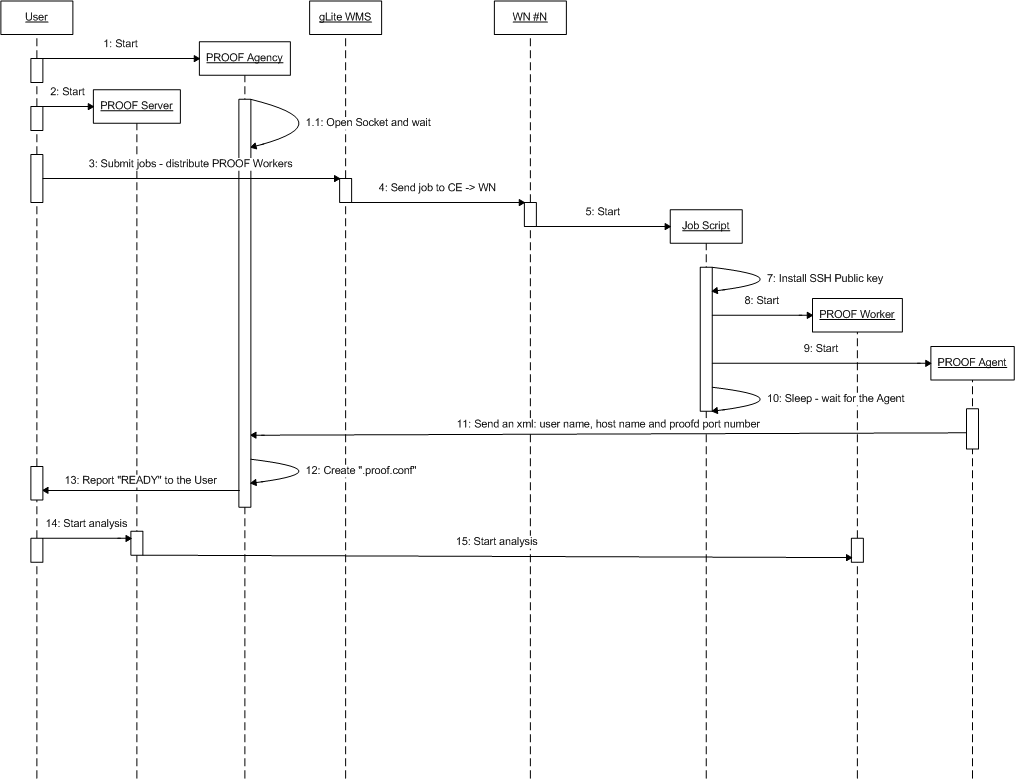 User
gLite WMS
WN #N
1: Start
PROOF Agency
2: Start
PROOF Server
1.1: Open Socket and wait
3: Submit jobs - distribute PROOF Workers
4: Send job to CE -> WN
5: Start
Job Script
7: Install SSH Public key
8: Start
PROOF Worker
9: Start
PROOF Agent
10: Sleep - wait for the Agent
11: Send an xml: user name, host name and proofd port number
12: Create ".proof.conf"
13: Report "READY" to the User
14: Start analysis
15: Start analysis